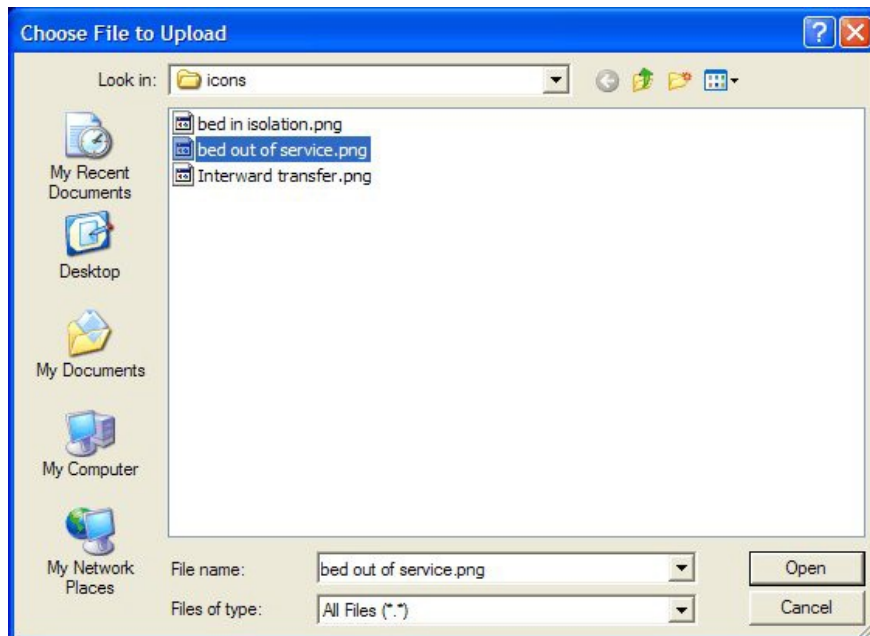 Choose File to Upload
Look in:
icons
bed in isolation.png
bed out of service.png
Interward transfer.png
My Recent
Documents
Desktop
My Documents
My Computer
My Network
Places
File name:
bed out of service.png
Open
Files of type:
All Files (*.*)
Cancel